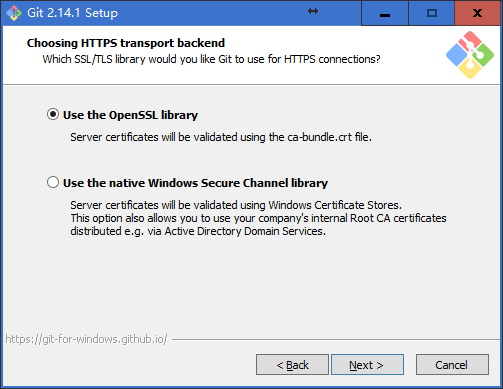 Git 2.14.1 Setup
Choosing HTTPS transport backend
Which SSL/TLS library would you like Git to use for HTTPS connections?
Use the OpenSSL library
Server certificates will be validated using the ca-bundle.crt file.
Use the native Windows Secure Channel library
Server certificates will be validated using Windows Certificate Stores.
This option also allows you to use your company's internal Root CA certificates
distributed e.g. via Active Directory Domain Services.
https://git-for-windows.github.io/
< Back
Next >
Cancel